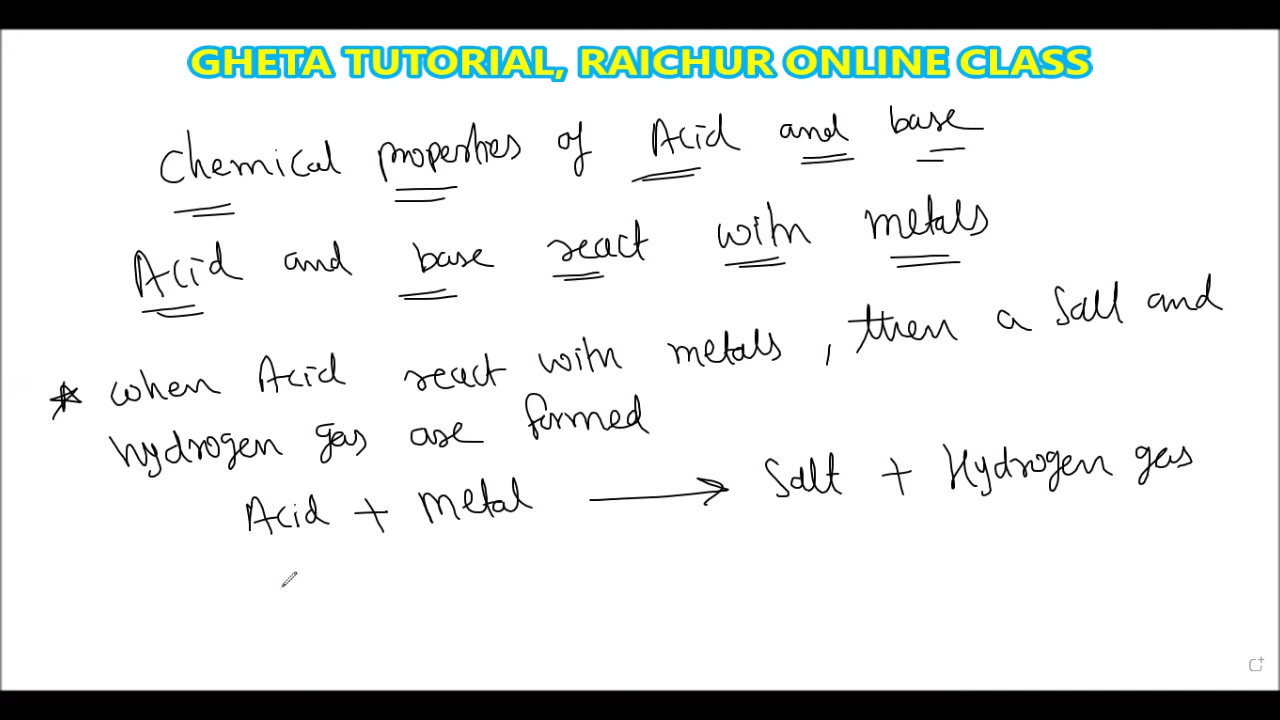 GHETA TUTORIAL, RAICHUR ONLINE CLASS
Chemical properties of Acid and base
Acid and base react with metals
* when Acid react with metals, then a Salt and
hydrogen gas are formed
Acid + Metal → Salt + Hydrogen gas